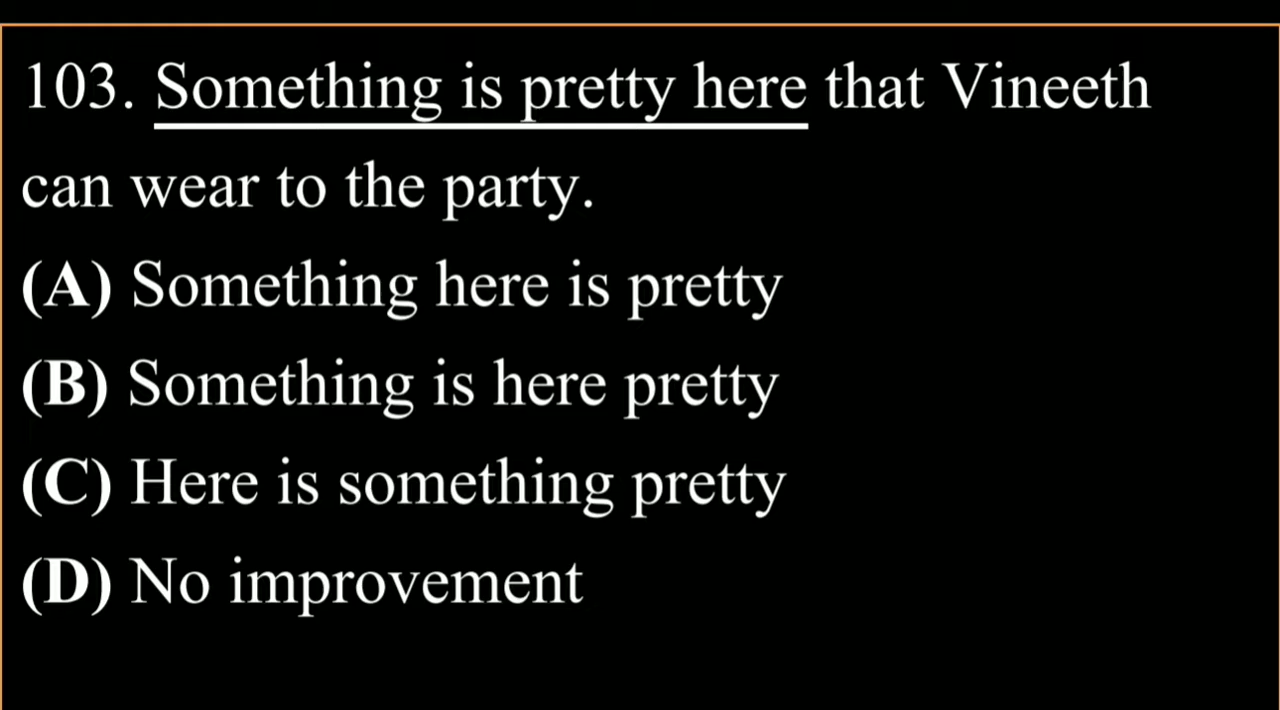 103. Something is pretty here that Vineeth
can wear to the party.
(A) Something here is pretty
(B) Something is here pretty
(C) Here is something pretty
(D) No improvement